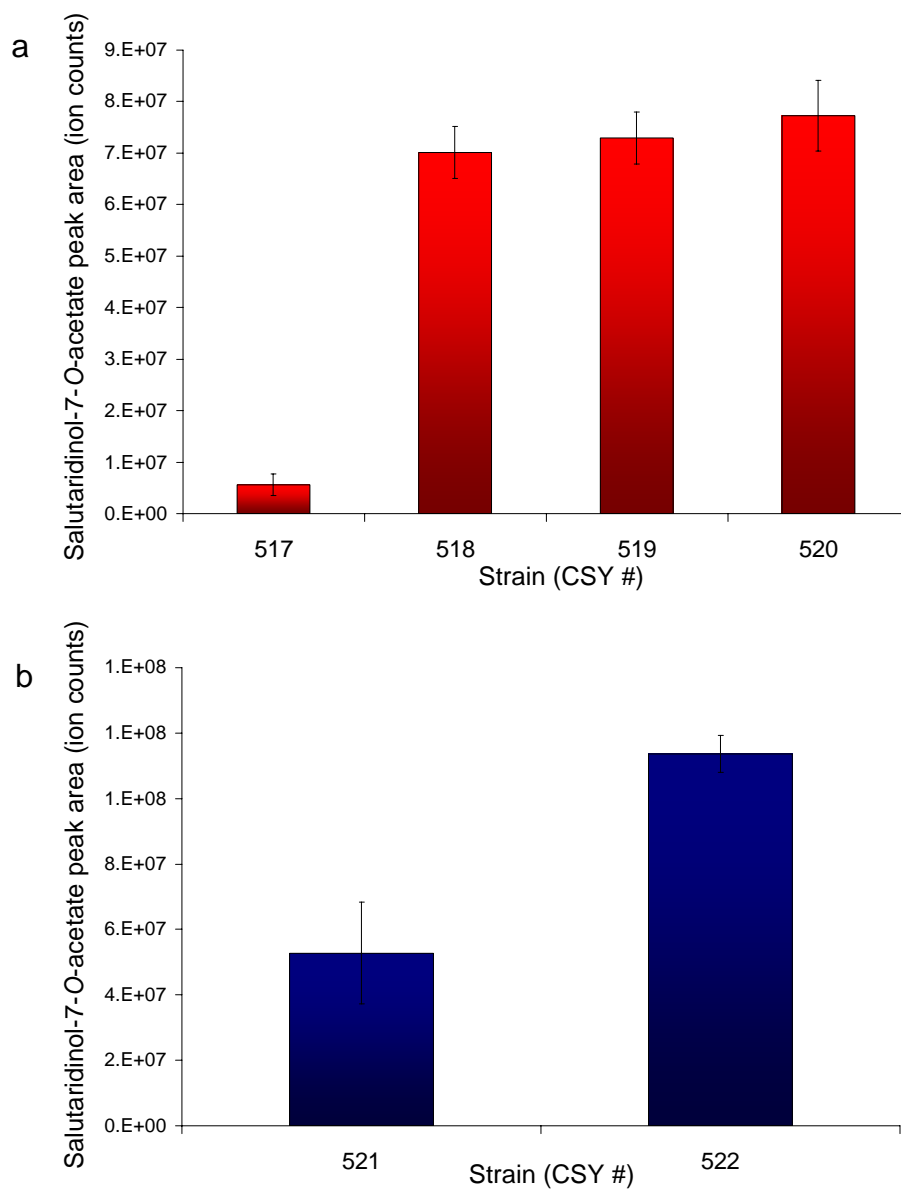 a
Salutaridinol-7-O-acetate peak area (ion counts)
9.E+07
8.E+07
7.E+07
6.E+07
5.E+07
4.E+07
3.E+07
2.E+07
1.E+07
0.E+00
517 518 519 520
Strain (CSY #)
b
Salutaridinol-7-O-acetate peak area (ion counts)
1.E+08
1.E+08
1.E+08
8.E+07
6.E+07
4.E+07
2.E+07
0.E+00
521 522
Strain (CSY #)